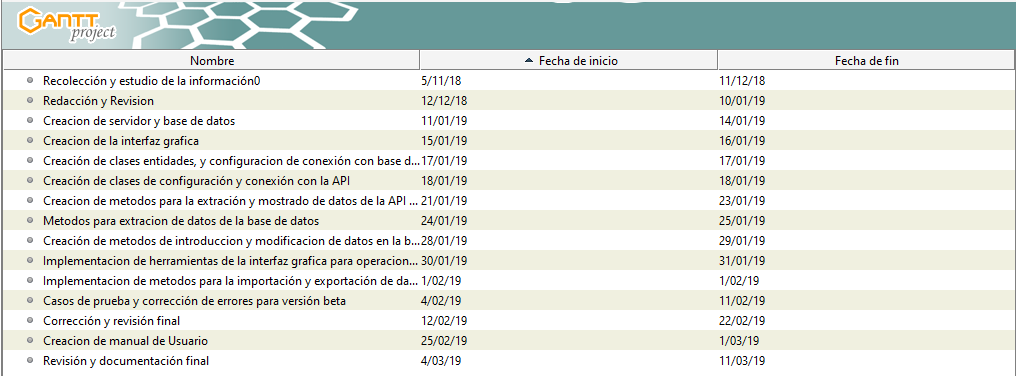 GANTT
project
Nombre Fecha de inicio Fecha de fin
Recolección y estudio de la información0 5/11/18 11/12/18
Redacción y Revision 12/12/18 10/01/19
Creacion de servidor y base de datos 11/01/19 14/01/19
Creacion de la interfaz grafica 15/01/19 16/01/19
Creación de clases entidades, y configuracion de conexión con base d... 17/01/19 17/01/19
Creación de clases de configuración y conexión con la API 18/01/19 18/01/19
Creacion de metodos para la extración y mostrado de datos de la API ... 21/01/19 23/01/19
Metodos para extracion de datos de la base de datos 24/01/19 25/01/19
Creación de metodos de introduccion y modificacion de datos en la b... 28/01/19 29/01/19
Implementacion de herramientas de la interfaz grafica para operacion... 30/01/19 31/01/19
Implementacion de metodos para la importación y exportación de da... 1/02/19 1/02/19
Casos de prueba y corrección de errores para versión beta 4/02/19 11/02/19
Corrección y revisión final 12/02/19 22/02/19
Creacion de manual de Usuario 25/02/19 1/03/19
Revisión y documentación final 4/03/19 11/03/19